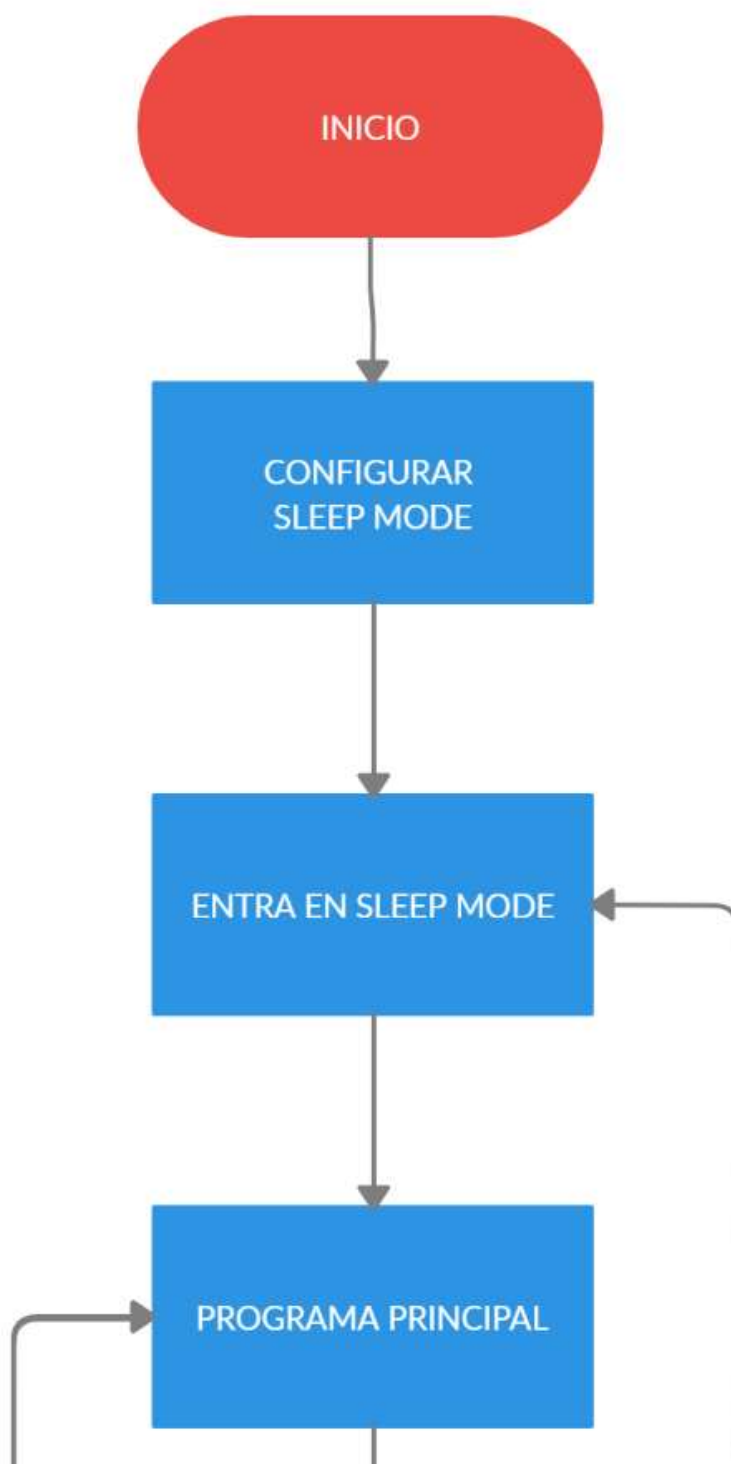 INICIO
CONFIGURAR
SLEEP MODE
ENTRA EN SLEEP MODE
PROGRAMA PRINCIPAL